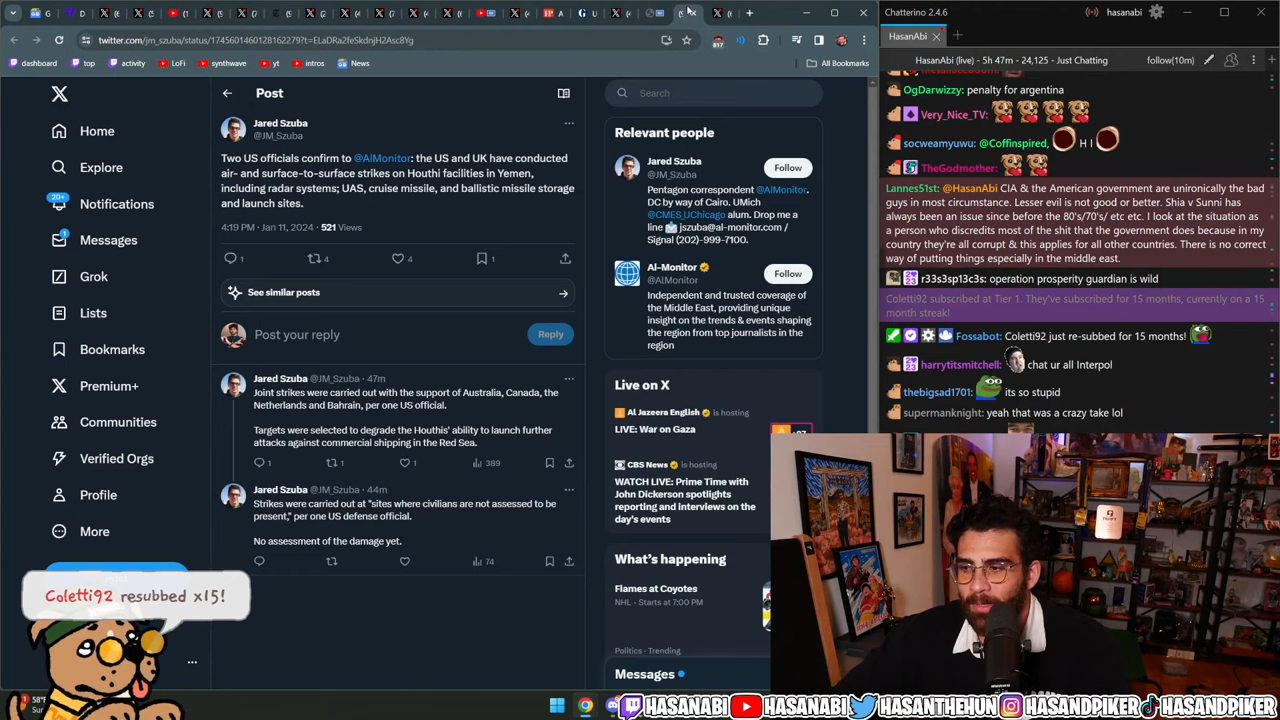 twitter.com/jm_szuba/status/1745601460128162279?t=ELaDRa2feSkdnjH2Asc8Yg
817
dashboard
top
activity
LoFi
synthwave
yt
intros
News
All Bookmarks
Home
Explore
20+
Notifications
Messages
Grok
Lists
Bookmarks
Premium+
Communities
Verified Orgs
Profile
More
Post
Jared Szuba
@JM_Szuba
Two US officials confirm to @AlMonitor: the US and UK have conducted
air- and surface-to-surface strikes on Houthi facilities in Yemen,
including radar systems; UAS, cruise missile, and ballistic missile storage
and launch sites.
4:19 PM · Jan 11, 2024 · 521 Views
1
4
4
1
See similar posts
Post your reply
Reply
Jared Szuba @JM_Szuba · 47m
Joint strikes were carried out with the support of Australia, Canada, the
Netherlands and Bahrain, per one US official.
Targets were selected to degrade the Houthis' ability to launch further
attacks against commercial shipping in the Red Sea.
1
1
1
389
Jared Szuba @JM_Szuba · 44m
Strikes were carried out at "sites where civilians are not assessed to be
present," per one US defense official.
No assessment of the damage yet.
74
Search
Relevant people
Jared Szuba
@JM_Szuba
Follow
Pentagon correspondent @AlMonitor.
DC by way of Cairo. UMich
@CMES_UChicago alum. Drop me a
line jszuba@al-monitor.com /
Signal (202)-999-7100.
Al-Monitor
@AlMonitor
Follow
Independent and trusted coverage of
the Middle East, providing unique
insight on the trends & events shaping
the region from top journalists in the
region
Live on X
Al Jazeera English is hosting
LIVE: War on Gaza
CBS News is hosting
WATCH LIVE: Prime Time with
John Dickerson spotlights
reporting and interviews on the
day's events
What's happening
Flames at Coyotes
NHL · Starts at 7:00 PM
Politics · Trending
Messages
Chatterino 2.4.6
hasanabi
HasanAbi
HasanAbi (live) - 5h 47m - 24,125 - Just Chatting
follow(10m)
OgDarwizzy: penalty for argentina
Very_Nice_TV:
socweamyuwu: @Coffinspired, H I
TheGodmother:
Lannes51st: @HasanAbi CIA & the American government are unironically the bad
guys in most circumstance. Lesser evil is not good or better. Shia v Sunni has
always been an issue since before the 80's/70's/ etc etc. I look at the situation as
a person who discredits most of the shit that the government does because in my
country they're all corrupt & this applies for all other countries. There is no correct
way of putting things especially in the middle east.
r33s3sp13c3s: operation prosperity guardian is wild
Coletti92 subscribed at Tier 1. They've subscribed for 15 months, currently on a 15
month streak!
Fossabot: Coletti92 just re-subbed for 15 months!
harrytitsmitchell: chat ur all Interpol
thebigsad1701: its so stupid
supermanknight: yeah that was a crazy take lol
Coletti92 resubbed x15!
58°F
HASANABI
HASANABI
HASANTHEHUN
HASANDPIKER
HASANDPIKER